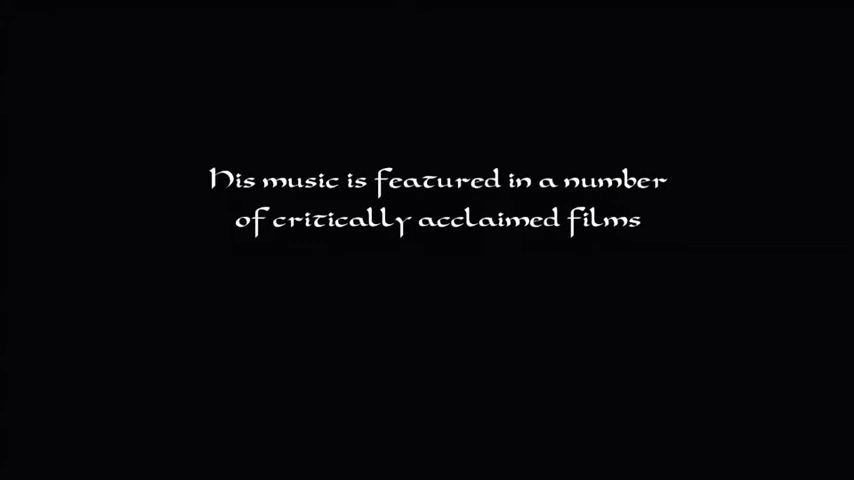 His music is featured in a number
of critically acclaimed films